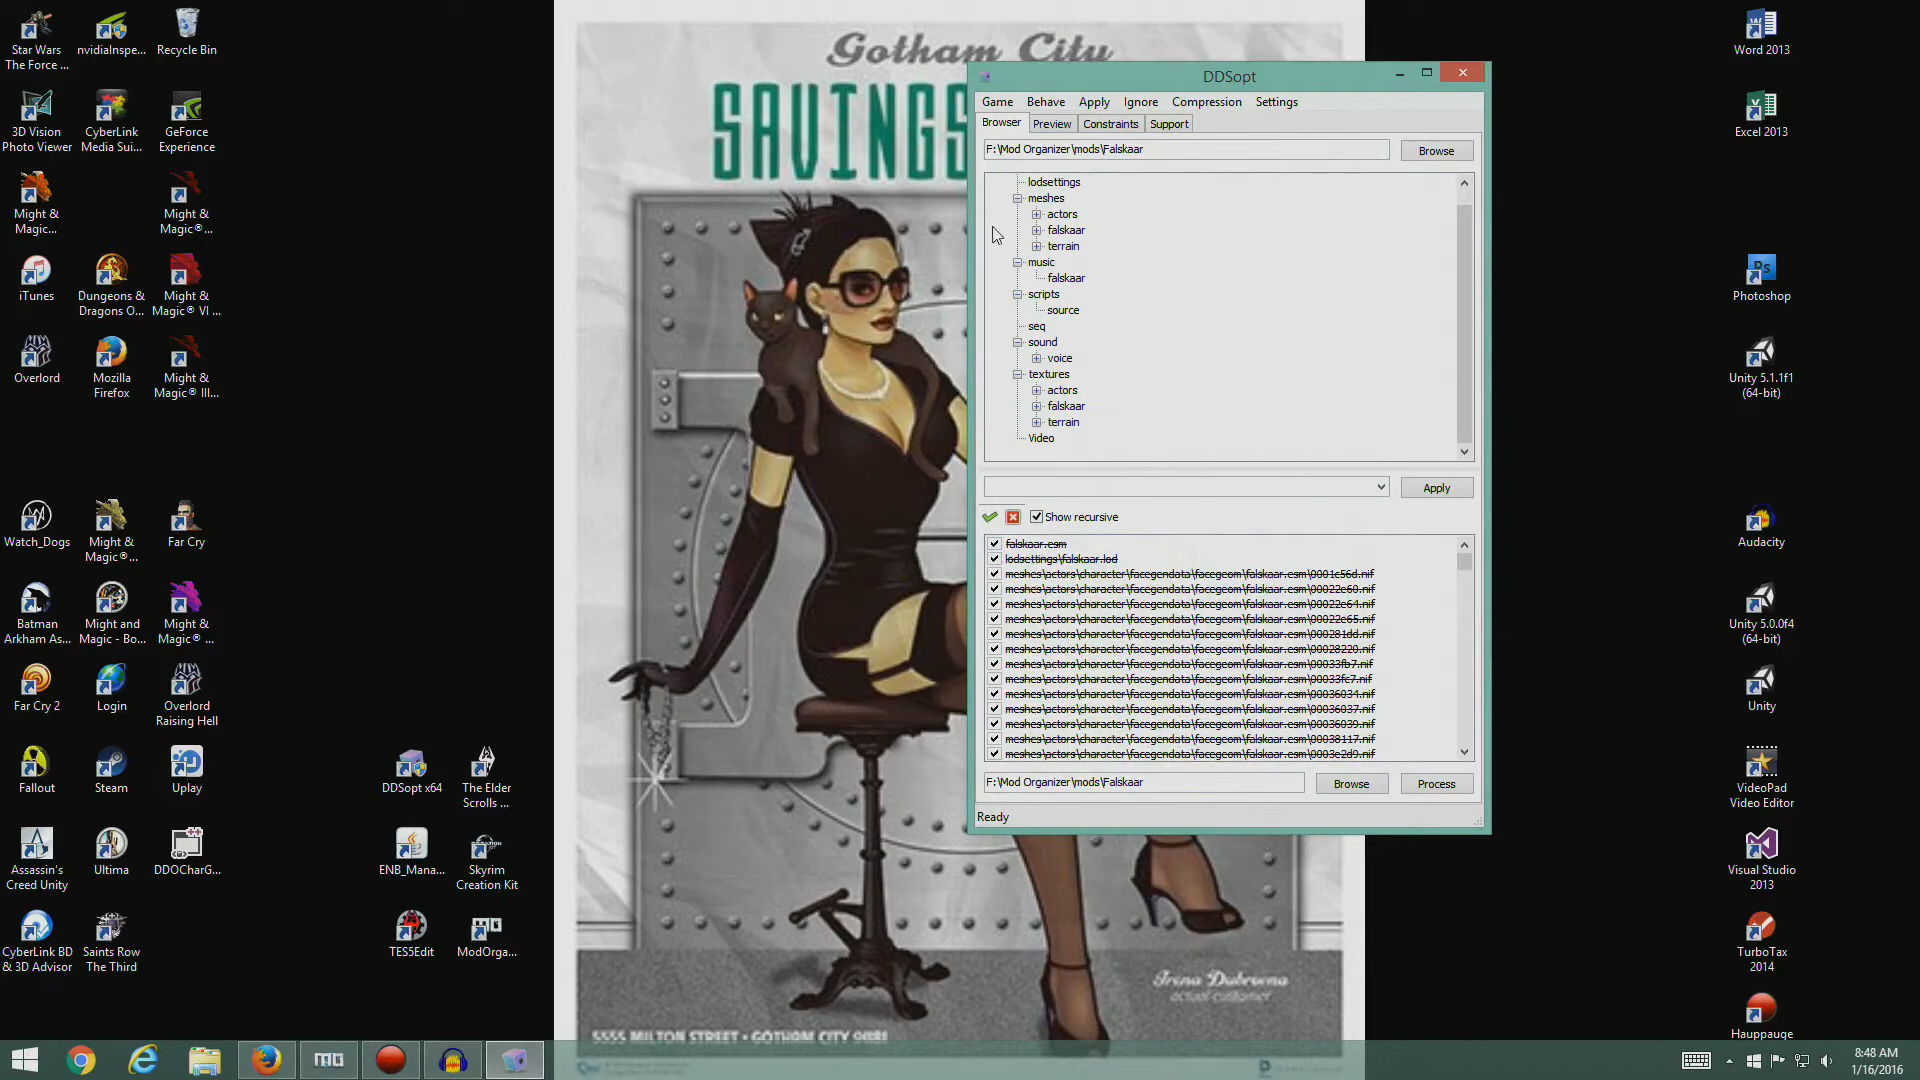 Star Wars
The Force ...
nvidiaInspe...
Recycle Bin
3D Vision
Photo Viewer
CyberLink
Media Sui...
GeForce
Experience
Might &
Magic...
Might &
Magic®...
iTunes
Dungeons &
Dragons O...
Might &
Magic® VI ...
Overlord
Mozilla
Firefox
Might &
Magic® III...
Watch_Dogs
Might &
Magic®...
Far Cry
Batman
Arkham As...
Might and
Magic - Bo...
Might &
Magic® ...
Far Cry 2
Login
Overlord
Raising Hell
Fallout
Steam
Uplay
DDSopt x64
The Elder
Scrolls ...
Assassin's
Creed Unity
Ultima
DDOCharG...
ENB_Mana...
Skyrim
Creation Kit
CyberLink BD
& 3D Advisor
Saints Row
The Third
TES5Edit
ModOrga...
Gotham City
SAVINGS
Irena Dubrovna
actual customer
5555 MILTON STREET • GOTHAM CITY
DDSopt
Game Behave Apply Ignore Compression Settings
Browser Preview Constraints Support
F:\Mod Organizer\mods\Falskaar
Browse
lodsettings
meshes
actors
falskaar
terrain
music
falskaar
scripts
source
seq
sound
voice
textures
actors
falskaar
terrain
Video
Apply
Show recursive
falskaar.esm
lodsettings\falskaar.lod
meshes\actors\character\facegendata\facegeom\falskaar.esm\0001c56d.nif
meshes\actors\character\facegendata\facegeom\falskaar.esm\00022e60.nif
meshes\actors\character\facegendata\facegeom\falskaar.esm\00022e64.nif
meshes\actors\character\facegendata\facegeom\falskaar.esm\00022e65.nif
meshes\actors\character\facegendata\facegeom\falskaar.esm\000281dd.nif
meshes\actors\character\facegendata\facegeom\falskaar.esm\00028220.nif
meshes\actors\character\facegendata\facegeom\falskaar.esm\00033fb7.nif
meshes\actors\character\facegendata\facegeom\falskaar.esm\00033fc7.nif
meshes\actors\character\facegendata\facegeom\falskaar.esm\00036034.nif
meshes\actors\character\facegendata\facegeom\falskaar.esm\00036037.nif
meshes\actors\character\facegendata\facegeom\falskaar.esm\00036039.nif
meshes\actors\character\facegendata\facegeom\falskaar.esm\00038117.nif
meshes\actors\character\facegendata\facegeom\falskaar.esm\0003e2d9.nif
F:\Mod Organizer\mods\Falskaar
Browse
Process
Ready
Word 2013
Excel 2013
Photoshop
Unity 5.1.1f1
(64-bit)
Audacity
Unity 5.0.0f4
(64-bit)
Unity
VideoPad
Video Editor
Visual Studio
2013
TurboTax
2014
Hauppauge
8:48 AM
1/16/2016